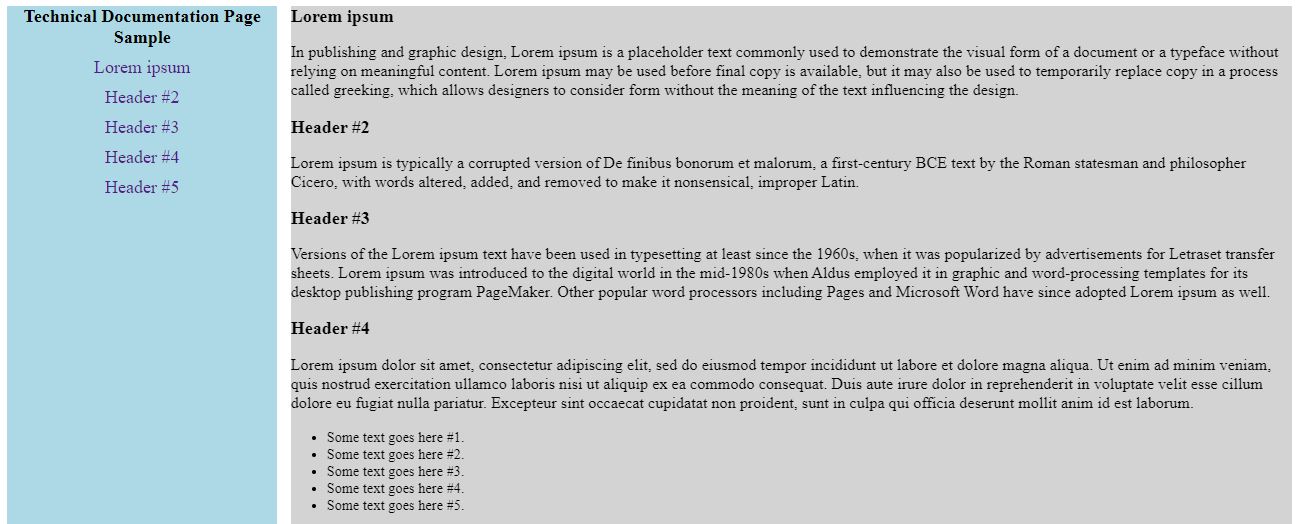 Technical Documentation Page
Sample
Lorem ipsum
Header #2
Header #3
Header #4
Header #5
Lorem ipsum
In publishing and graphic design, Lorem ipsum is a placeholder text commonly used to demonstrate the visual form of a document or a typeface without
relying on meaningful content. Lorem ipsum may be used before final copy is available, but it may also be used to temporarily replace copy in a process
called greeking, which allows designers to consider form without the meaning of the text influencing the design.
Header #2
Lorem ipsum is typically a corrupted version of De finibus bonorum et malorum, a first-century BCE text by the Roman statesman and philosopher
Cicero, with words altered, added, and removed to make it nonsensical, improper Latin.
Header #3
Versions of the Lorem ipsum text have been used in typesetting at least since the 1960s, when it was popularized by advertisements for Letraset transfer
sheets. Lorem ipsum was introduced to the digital world in the mid-1980s when Aldus employed it in graphic and word-processing templates for its
desktop publishing program PageMaker. Other popular word processors including Pages and Microsoft Word have since adopted Lorem ipsum as well.
Header #4
Lorem ipsum dolor sit amet, consectetur adipiscing elit, sed do eiusmod tempor incididunt ut labore et dolore magna aliqua. Ut enim ad minim veniam,
quis nostrud exercitation ullamco laboris nisi ut aliquip ex ea commodo consequat. Duis aute irure dolor in reprehenderit in voluptate velit esse cillum
dolore eu fugiat nulla pariatur. Excepteur sint occaecat cupidatat non proident, sunt in culpa qui officia deserunt mollit anim id est laborum.
• Some text goes here #1.
• Some text goes here #2.
• Some text goes here #3.
• Some text goes here #4.
• Some text goes here #5.